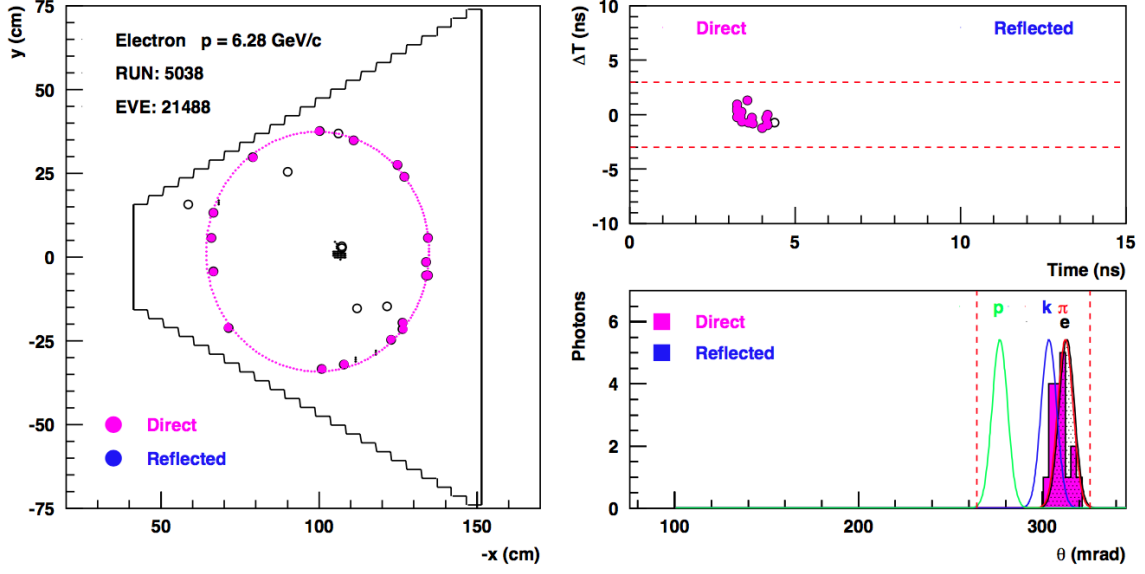 y (cm)
75
50
25
0
-25
-50
-75
Electron p = 6.28 GeV/c
RUN: 5038
EVE: 21488
Direct
Reflected
50
100
150
-x (cm)
ΔT (ns)
10
5
0
-5
-10
Direct
Reflected
0
5
10
15
Time (ns)
Photons
6
4
2
0
Direct
Reflected
p
k
π
e
100
200
300
θ (mrad)